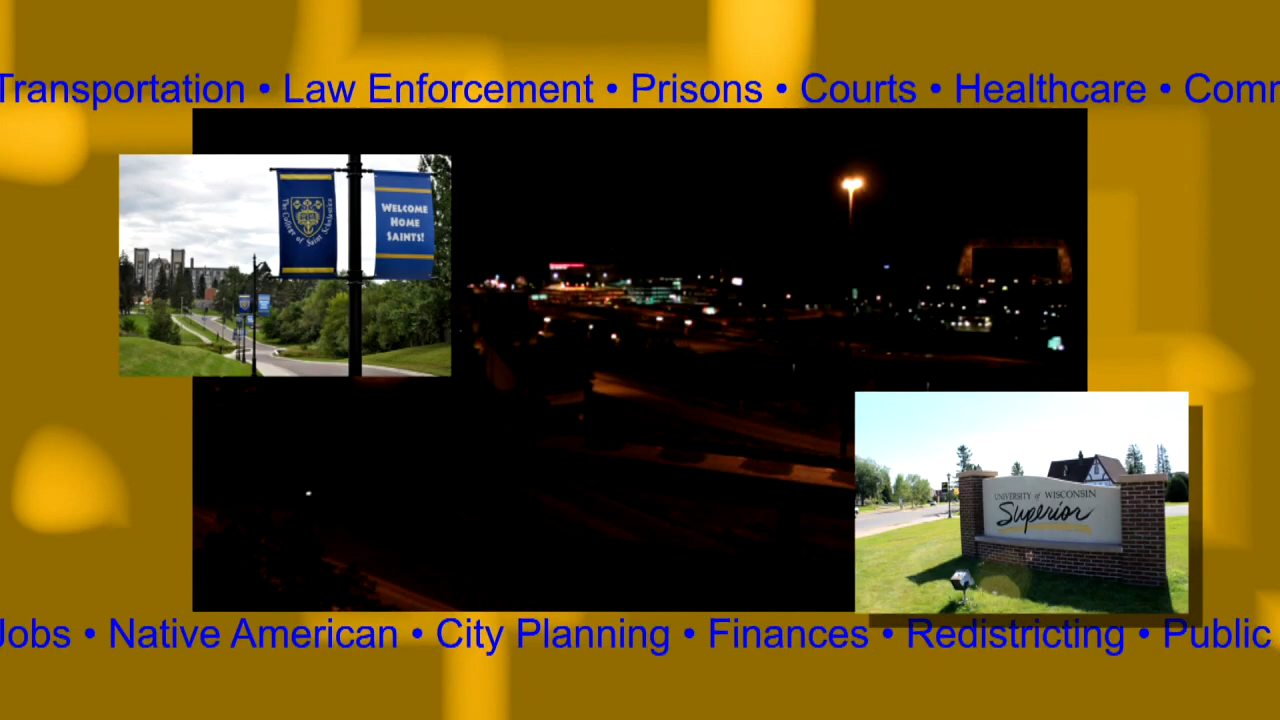 Transportation • Law Enforcement • Prisons • Courts • Healthcare • Comm
The College of Saint Scholastica
WELCOME
HOME
SAINTS!
UNIVERSITY of WISCONSIN
Superior
Jobs • Native American • City Planning • Finances • Redistricting • Public